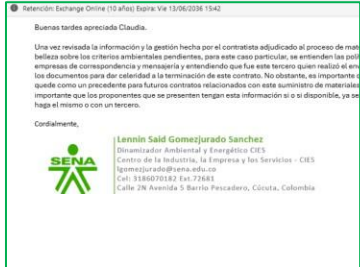 Retención: Exchange Online (10 años) Expira: Vie 13/06/2036 15:42
Buenas tardes apreciada Claudia.
Una vez revisada la información y la gestión hecha por el contratista adjudicado al proceso de mat
belleza sobre los criterios ambientales pendientes, para este caso particular, se entienden las polí
empresas de correspondencia y mensajería y entendiendo que fue este tercero quien realizó el en
los documentos para dar celeridad a la terminación de este contrato. No obstante, es importante
quede como un precedente para futuros contratos relacionados con este suministro de materiales
importante que los proponentes que se presenten tengan esta información si o si disponible, ya se
haga el mismo o con un tercero.
Cordialmente,
SENA
Lennin Said Gomezjurado Sanchez
Dinamizador Ambiental y Energético CIES
Centro de la Industria, la Empresa y los Servicios - CIES
lgomezjurado@sena.edu.co
Cel: 3186070182 Ext.72681
Calle 2N Avenida 5 Barrio Pescadero, Cúcuta, Colombia